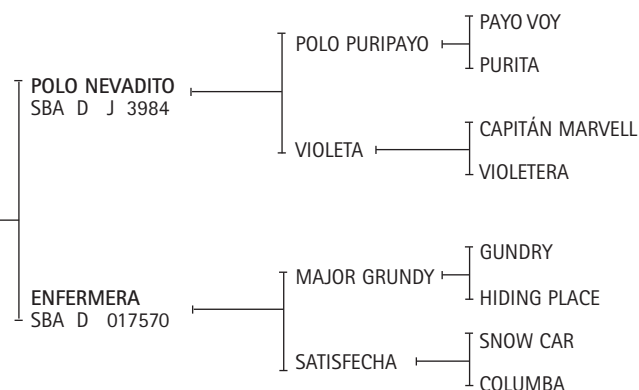 PAYO VOY
POLO PURIPAYO
PURITA
POLO NEVADITO
SBA D J 3984
CAPITÁN MARVELL
VIOLETA
VIOLETERA
GUNDRY
MAJOR GRUNDY
HIDING PLACE
ENFERMERA
SBA D 017570
SNOW CAR
SATISFECHA
COLUMBA